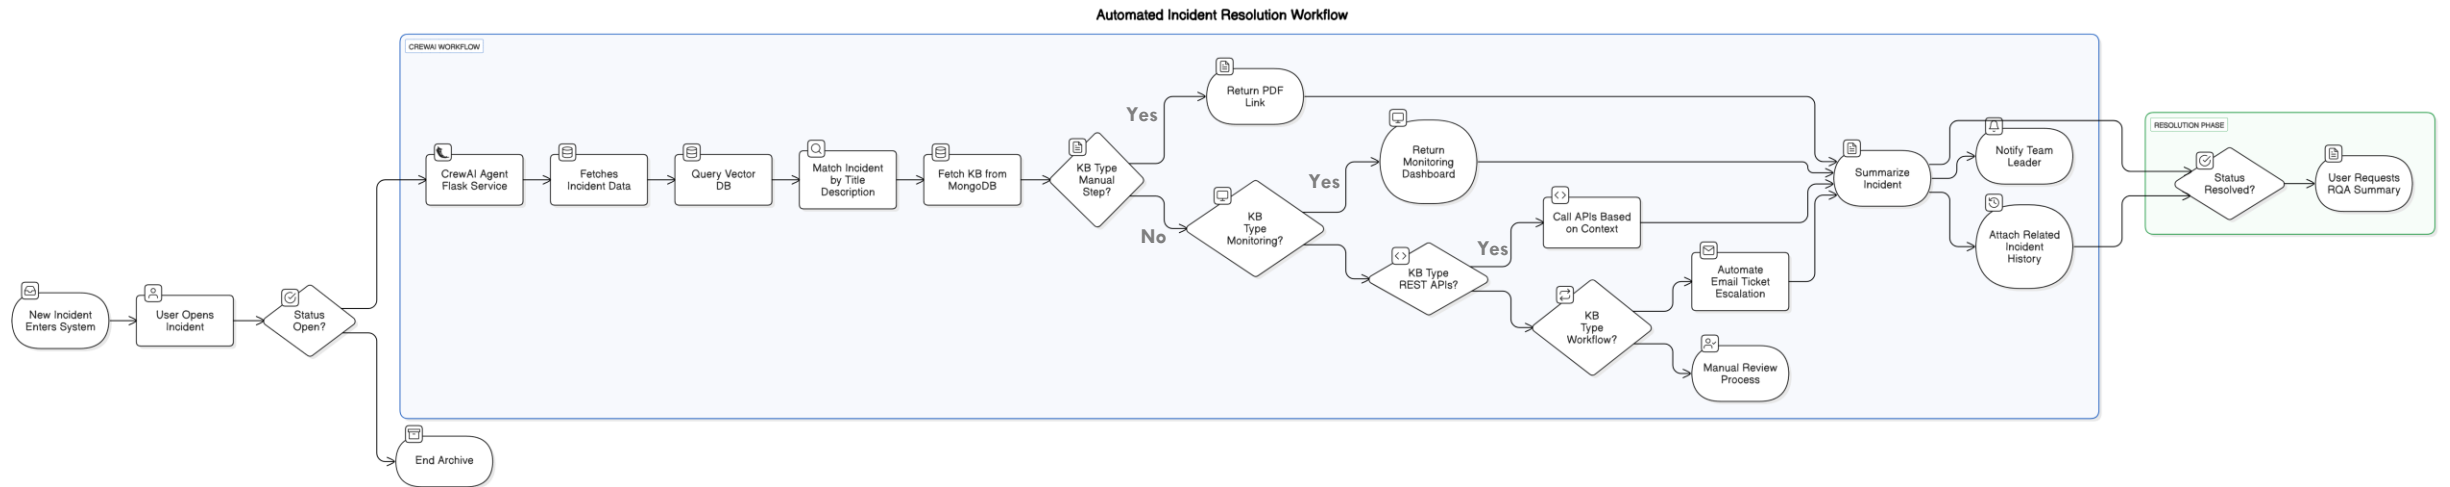 Automated Incident Resolution Workflow
CREWAI WORKFLOW
Return PDF
Link
Yes
RESOLUTION PHASE
Return
Monitoring
Dashboard
Notify Team
Leader
CrewAI Agent
Flask Service
Fetches
Incident Data
Query Vector
DB
Match Incident
by Title
Description
Fetch KB from
MongoDB
KB Type
Manual
Step?
Yes
Summarize
Incident
Status
Resolved?
User Requests
RQA Summary
No
KB
Type
Monitoring?
Call APIs Based
on Context
Yes
Attach Related
Incident
History
KB Type
REST APIs?
Automate
Email Ticket
Escalation
New Incident
Enters System
User Opens
Incident
Status
Open?
KB
Type
Workflow?
Manual Review
Process
End Archive